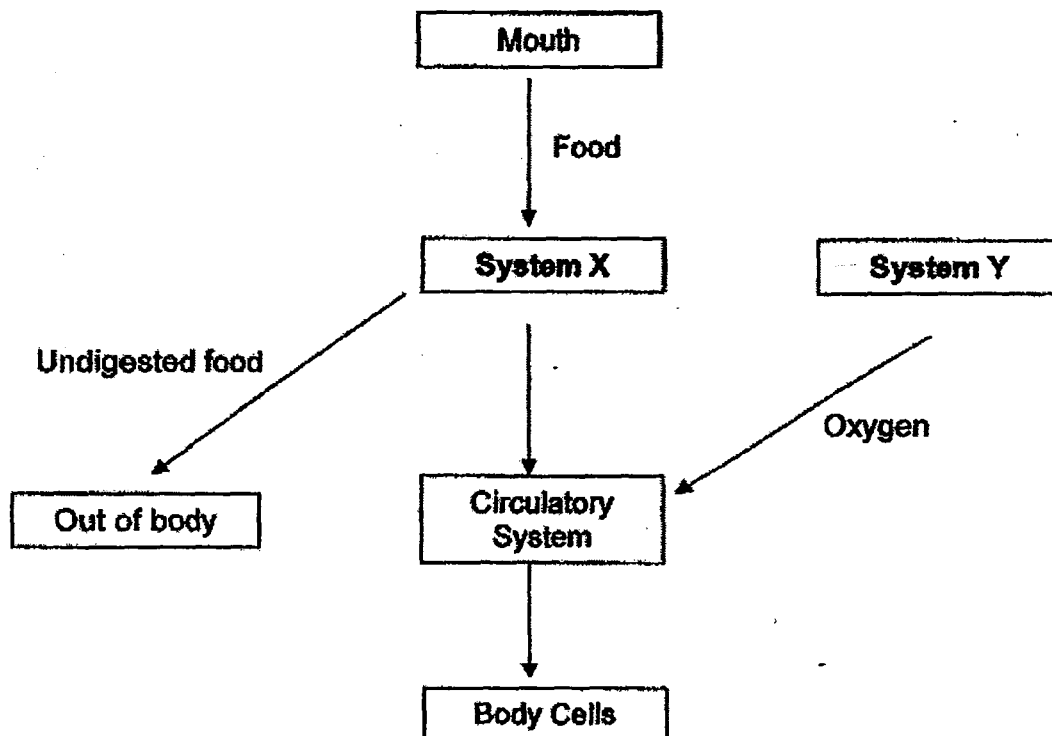 Mouth
Food
System X
System Y
Undigested food
Oxygen
Out of body
Circulatory
System
Body Cells